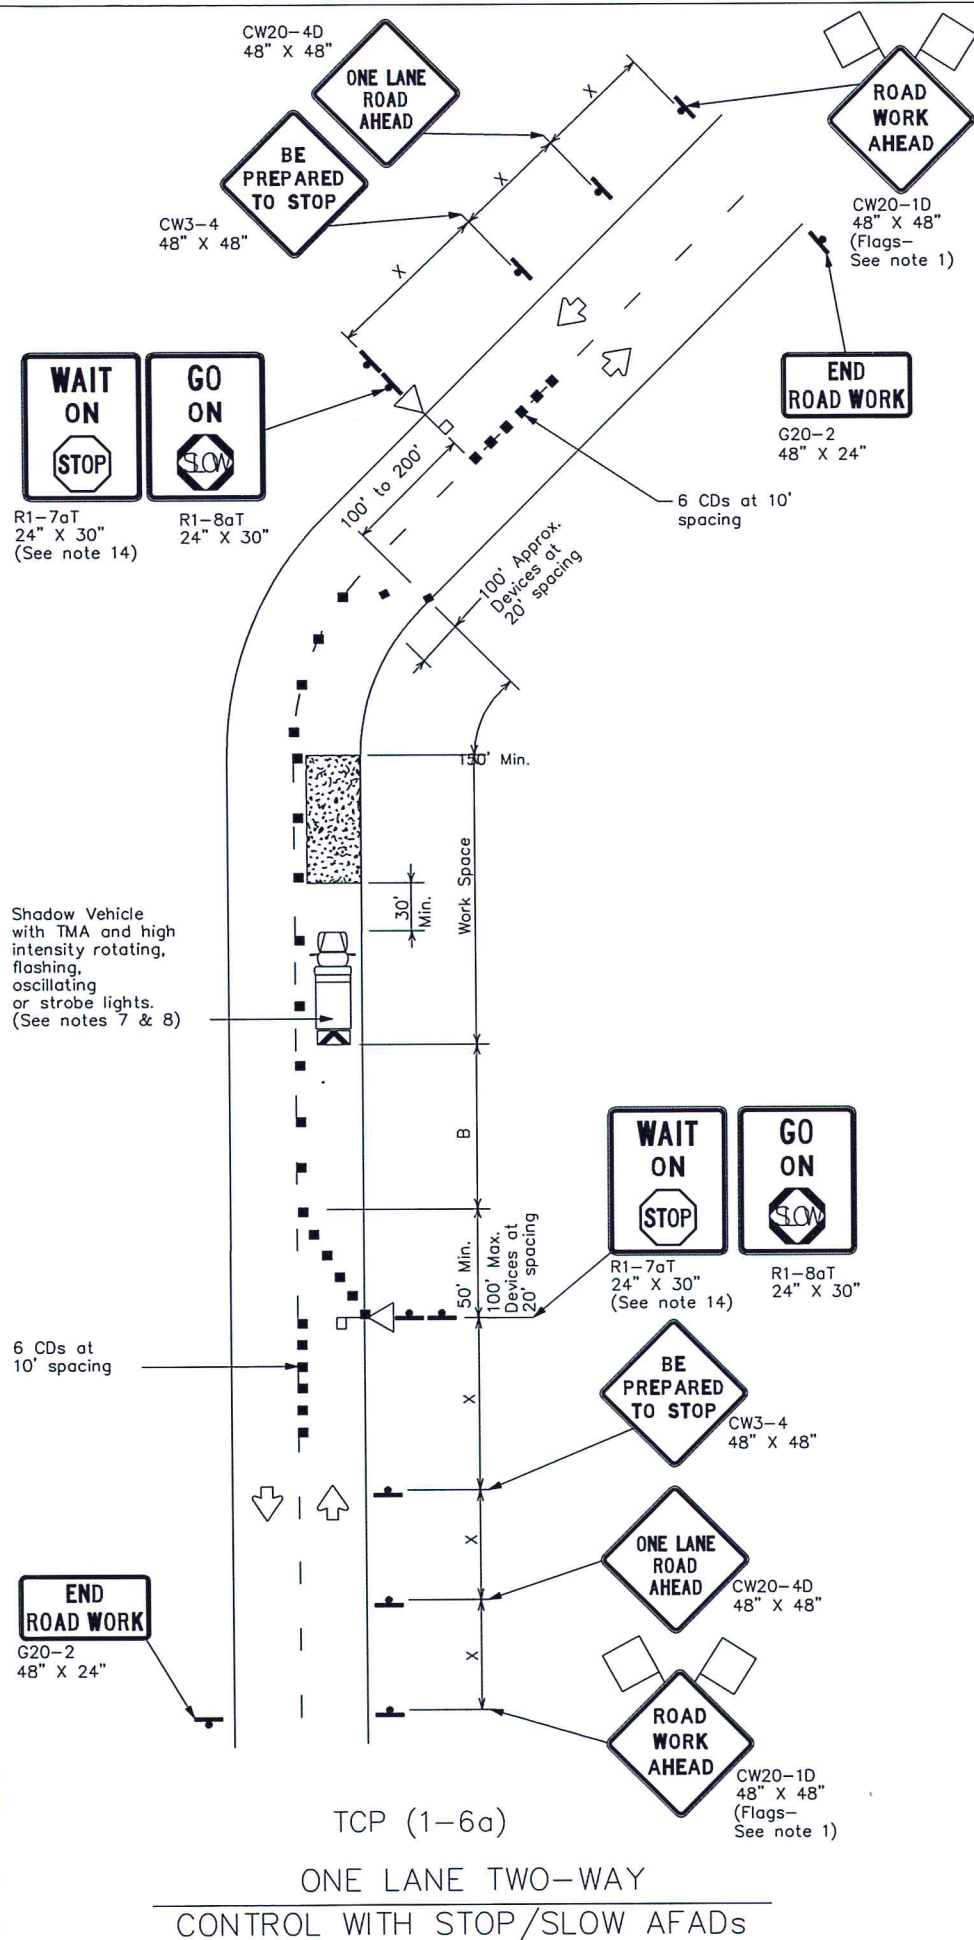 CW20-4D
48" X 48"
ONE LANE
ROAD
AHEAD
ROAD
WORK
AHEAD
CW20-1D
48" X 48"
(Flags-
See note 1)
BE
PREPARED
TO STOP
CW3-4
48" X 48"
X
X
X
WAIT
ON
STOP
GO
ON
SLOW
R1-7aT
24" X 30"
(See note 14)
R1-8aT
24" X 30"
END
ROAD WORK
G20-2
48" X 24"
100' to 200'
6 CDs at 10'
spacing
100' Approx.
Devices at
20' spacing
150' Min.
Work Space
30'
Min.
Shadow Vehicle
with TMA and high
intensity rotating,
flashing,
oscillating
or strobe lights.
(See notes 7 & 8)
B
50' Min.
100' Max.
Devices at
20' spacing
WAIT
ON
STOP
GO
ON
SLOW
R1-7aT
24" X 30"
(See note 14)
R1-8aT
24" X 30"
6 CDs at
10' spacing
X
BE
PREPARED
TO STOP
CW3-4
48" X 48"
X
ONE LANE
ROAD
AHEAD
CW20-4D
48" X 48"
X
END
ROAD WORK
G20-2
48" X 24"
ROAD
WORK
AHEAD
CW20-1D
48" X 48"
(Flags-
See note 1)
TCP (1-6a)
ONE LANE TWO-WAY
CONTROL WITH STOP/SLOW AFADs